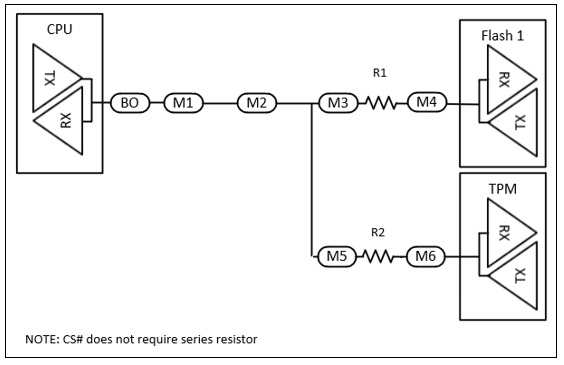 CPU
Flash 1
TX
RX
BO
M1
M2
M3
R1
M4
RX
TX
TPM
R2
M5
M6
RX
TX
NOTE: CS# does not require series resistor